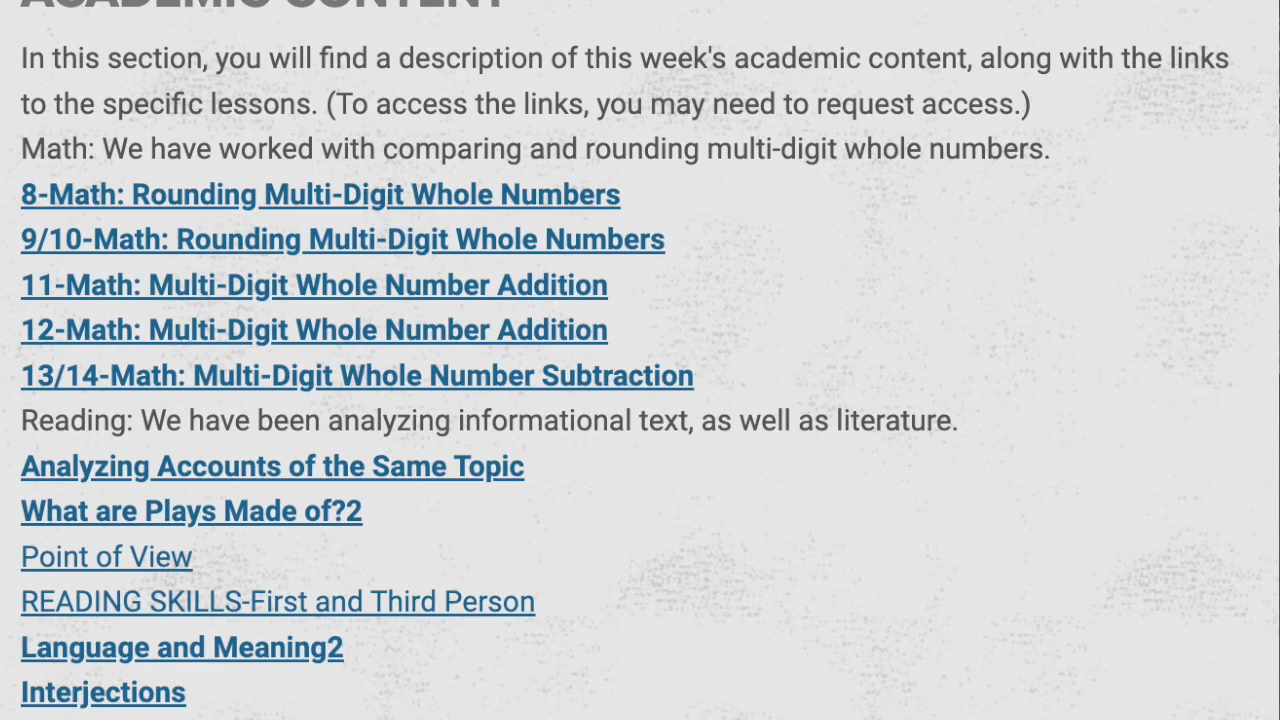 ACADEMIC CONTENT
In this section, you will find a description of this week's academic content, along with the links
to the specific lessons. (To access the links, you may need to request access.)
Math: We have worked with comparing and rounding multi-digit whole numbers.
8-Math: Rounding Multi-Digit Whole Numbers
9/10-Math: Rounding Multi-Digit Whole Numbers
11-Math: Multi-Digit Whole Number Addition
12-Math: Multi-Digit Whole Number Addition
13/14-Math: Multi-Digit Whole Number Subtraction
Reading: We have been analyzing informational text, as well as literature.
Analyzing Accounts of the Same Topic
What are Plays Made of?2
Point of View
READING SKILLS-First and Third Person
Language and Meaning2
Interjections